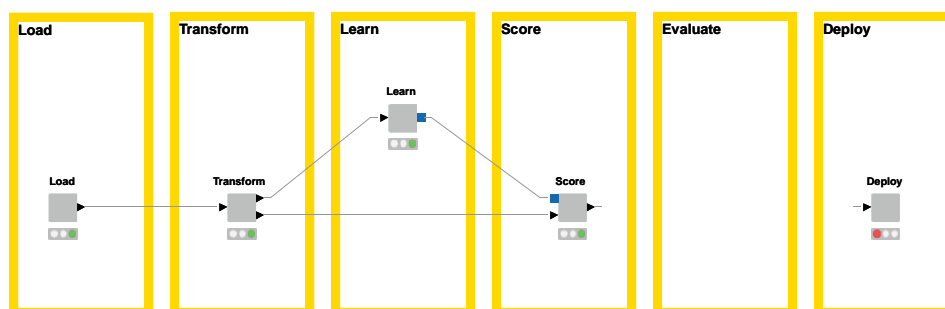 Load
Transform
Learn
Score
Evaluate
Deploy
Learn
Load
Transform
Score
Deploy